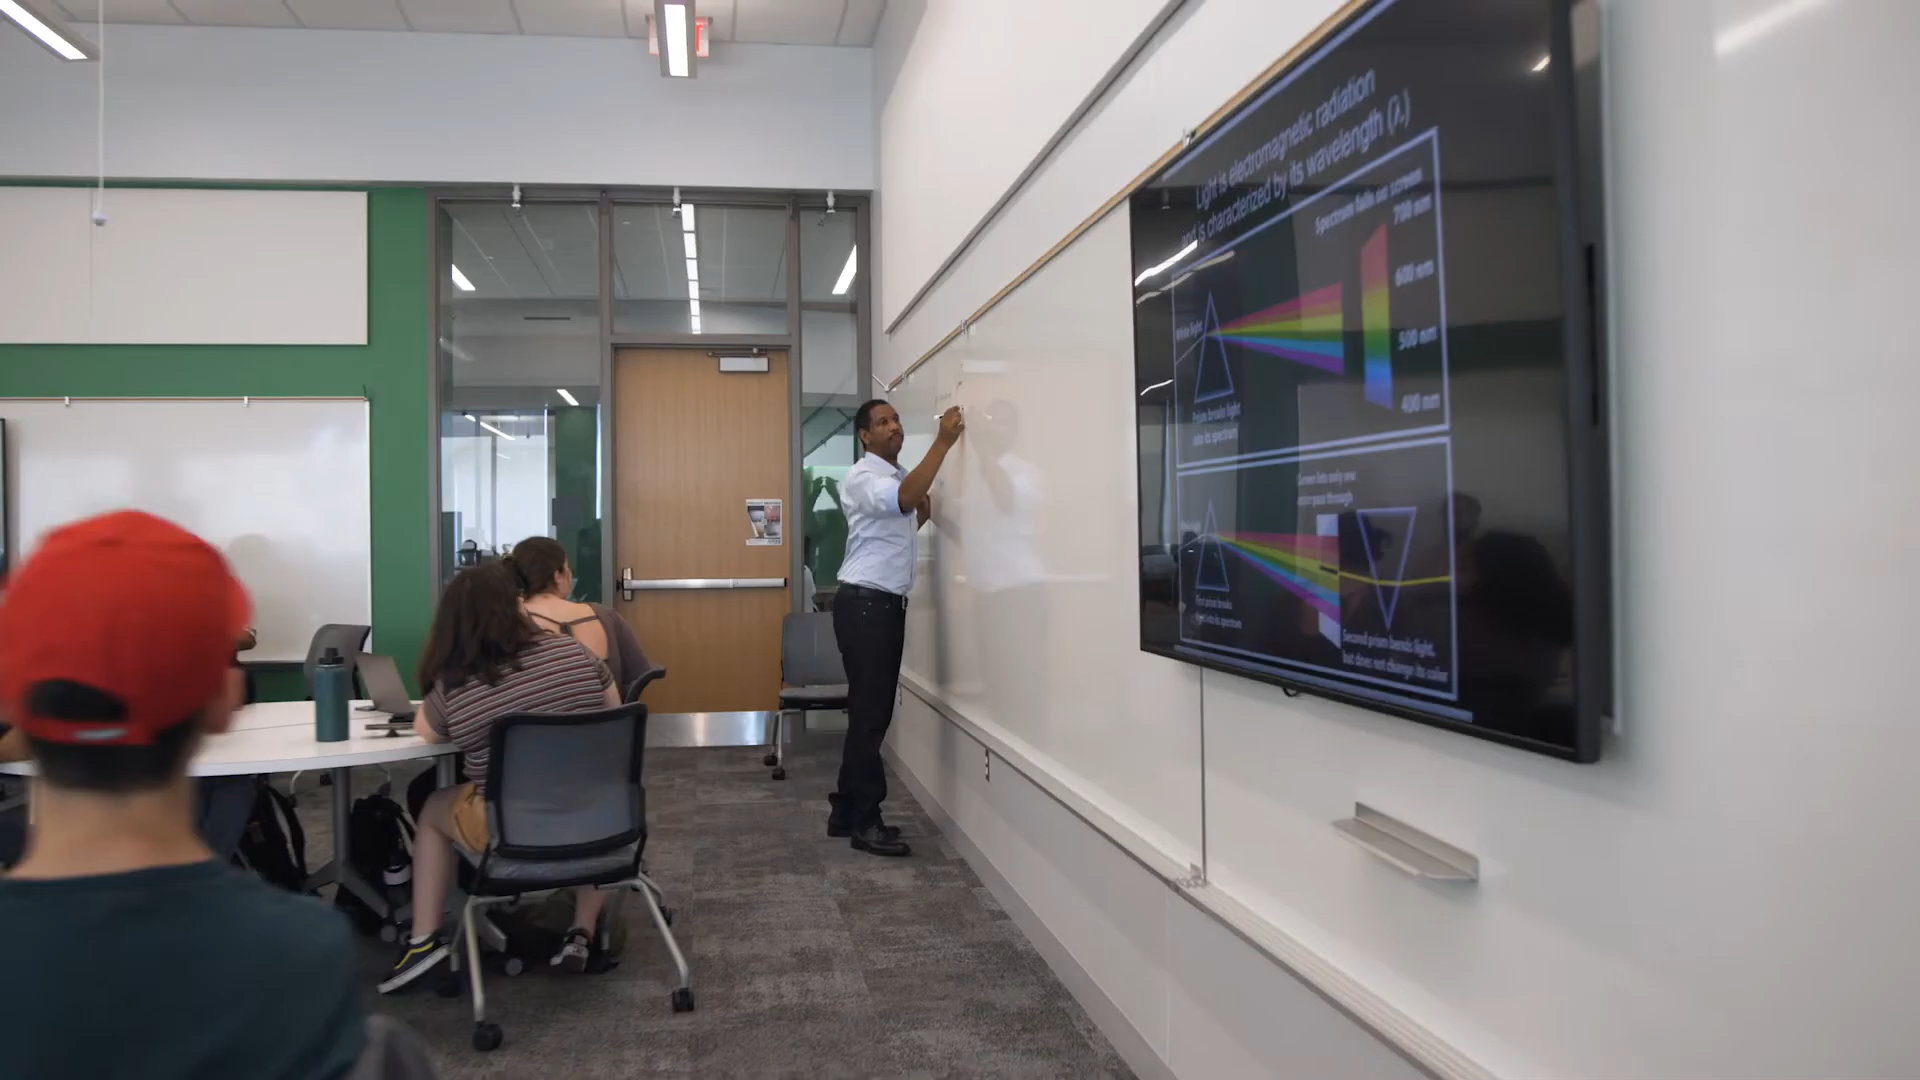 Light is electromagnetic radiation
and is characterized by its wavelength (λ)
Spectrum falls on screen
700 nm
600 nm
500 nm
400 nm
White light
Prism breaks light
into its spectrum
Screen lets only one
color pass through
First prism breaks
light into its spectrum
Second prism bends light,
but does not change its color